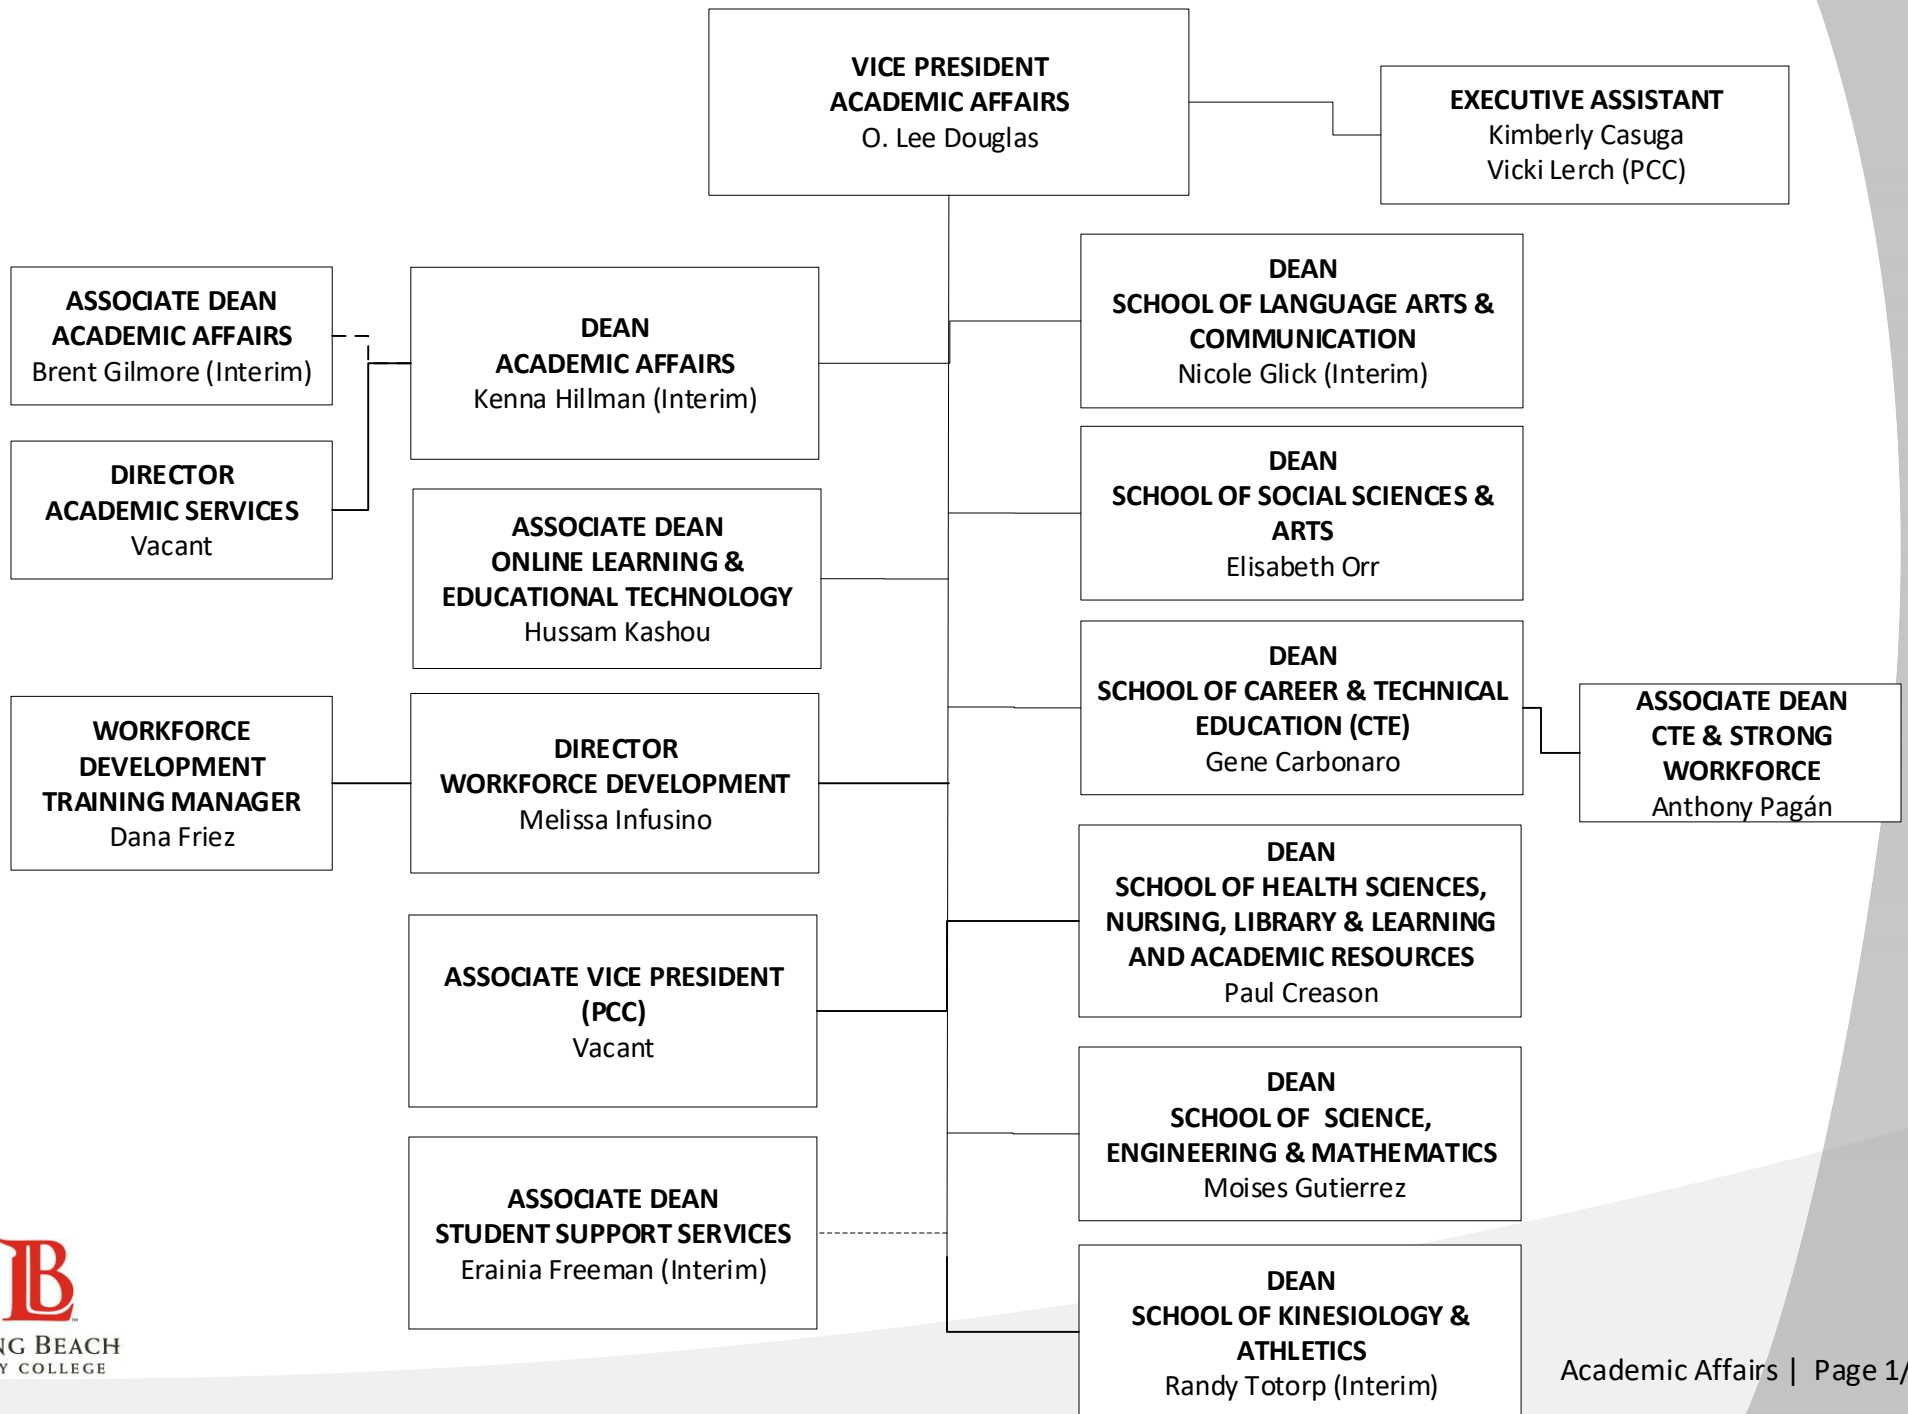 VICE PRESIDENT
ACADEMIC AFFAIRS
O. Lee Douglas
EXECUTIVE ASSISTANT
Kimberly Casuga
Vicki Lerch (PCC)
ASSOCIATE DEAN
ACADEMIC AFFAIRS
Brent Gilmore (Interim)
DEAN
ACADEMIC AFFAIRS
Kenna Hillman (Interim)
DEAN
SCHOOL OF LANGUAGE ARTS &
COMMUNICATION
Nicole Glick (Interim)
DIRECTOR
ACADEMIC SERVICES
Vacant
ASSOCIATE DEAN
ONLINE LEARNING &
EDUCATIONAL TECHNOLOGY
Hussam Kashou
DEAN
SCHOOL OF SOCIAL SCIENCES &
ARTS
Elisabeth Orr
WORKFORCE
DEVELOPMENT
TRAINING MANAGER
Dana Friez
DIRECTOR
WORKFORCE DEVELOPMENT
Melissa Infusino
DEAN
SCHOOL OF CAREER & TECHNICAL
EDUCATION (CTE)
Gene Carbonaro
ASSOCIATE DEAN
CTE & STRONG
WORKFORCE
Anthony Pagán
ASSOCIATE VICE PRESIDENT
(PCC)
Vacant
DEAN
SCHOOL OF HEALTH SCIENCES,
NURSING, LIBRARY & LEARNING
AND ACADEMIC RESOURCES
Paul Creason
ASSOCIATE DEAN
STUDENT SUPPORT SERVICES
Erainia Freeman (Interim)
DEAN
SCHOOL OF SCIENCE,
ENGINEERING & MATHEMATICS
Moises Gutierrez
DEAN
SCHOOL OF KINESIOLOGY &
ATHLETICS
Randy Totorp (Interim)
LB
NG BEACH
Y COLLEGE
Academic Affairs | Page 1/